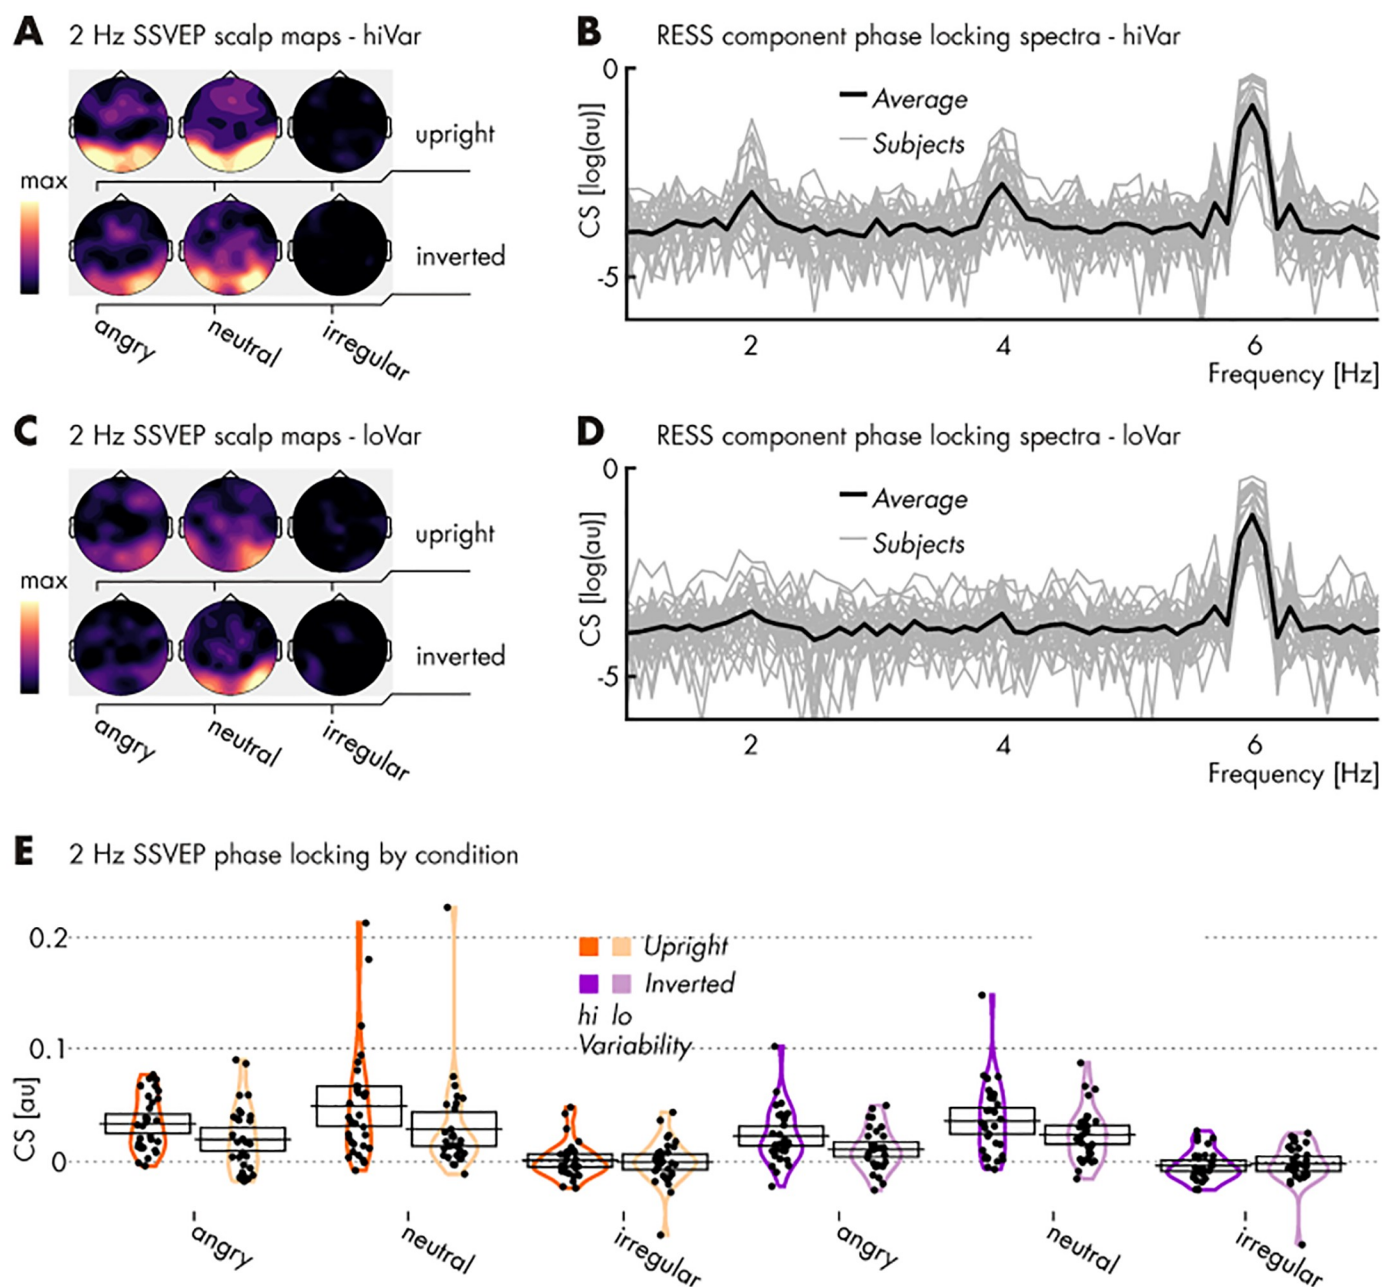 A 2 Hz SSVEP scalp maps - hiVar
upright
max
inverted
angry neutral irregular
B RESS component phase locking spectra - hiVar
0
Average
Subjects
CS [log(au)]
-5
2 4 6
Frequency [Hz]
C 2 Hz SSVEP scalp maps - loVar
upright
max
inverted
angry neutral irregular
D RESS component phase locking spectra - loVar
0
Average
Subjects
CS [log(au)]
-5
2 4 6
Frequency [Hz]
E 2 Hz SSVEP phase locking by condition
0.2
Upright
Inverted
hi lo
Variability
0.1
CS [au]
0
angry neutral irregular angry neutral irregular